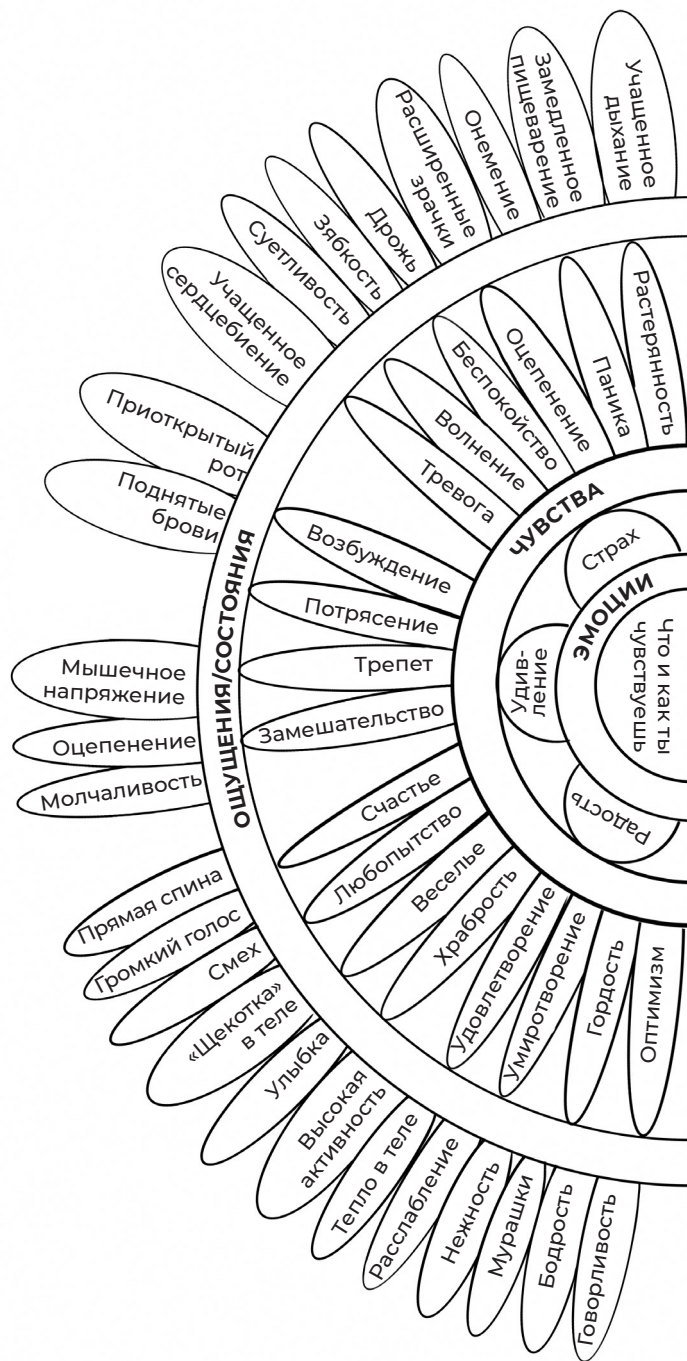 Что и как ты
чувствуешь
ЭМОЦИИ
Страх
Удив-
ление
Радость
ЧУВСТВА
Растерянность
Паника
Оцепенение
Беспокойство
Волнение
Тревога
Возбуждение
Потрясение
Трепет
Замешательство
Счастье
Любопытство
Веселье
Храбрость
Удовлетворение
Умиротворение
Гордость
Оптимизм
ОЩУЩЕНИЯ/СОСТОЯНИЯ
Учащенное
дыхание
Замедленное
пищеварение
Онемение
Расширенные
зрачки
Дрожь
Зябкость
Суетливость
Учащенное
сердцебиение
Приоткрытый
рот
Поднятые
брови
Мышечное
напряжение
Оцепенение
Молчаливость
Прямая спина
Громкий голос
Смех
«Щекотка»
в теле
Улыбка
Высокая
активность
Тепло в теле
Расслабление
Нежность
Мурашки
Бодрость
Говорливость